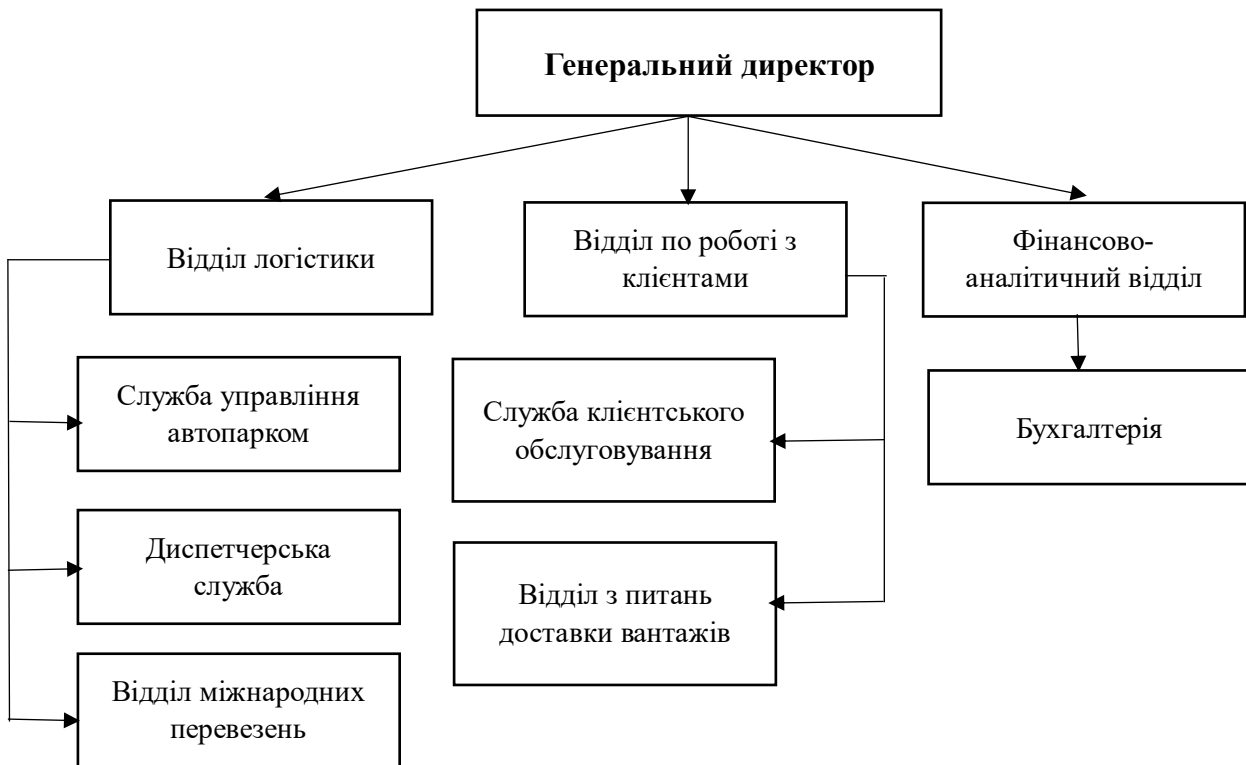 Генеральний директор
Відділ логістики
Відділ по роботі з
клієнтами
Фінансово-
аналітичний відділ
Служба управління
автопарком
Служба клієнтського
обслуговування
Бухгалтерія
Диспетчерська
служба
Відділ з питань
доставки вантажів
Відділ міжнародних
перевезень